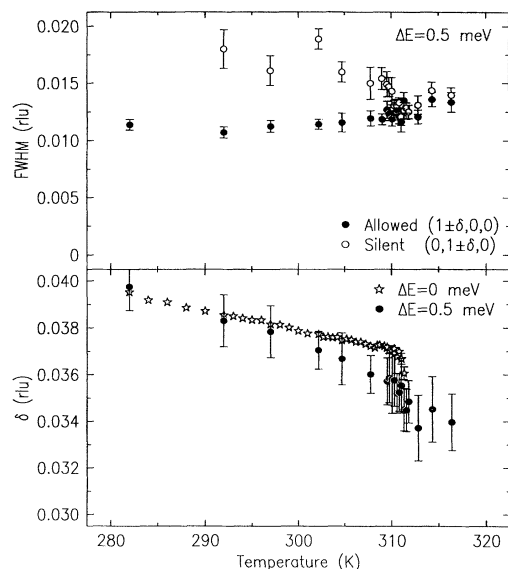 0.020
ΔE=0.5 meV
0.015
FWHM (rlu)
0.010
0.005
● Allowed (1±δ,0,0)
○ Silent (0,1±δ,0)
0
0.040
☆ ΔE=0 meV
● ΔE=0.5 meV
0.038
0.036
δ (rlu)
0.034
0.032
0.030
280 290 300 310 320
Temperature (K)